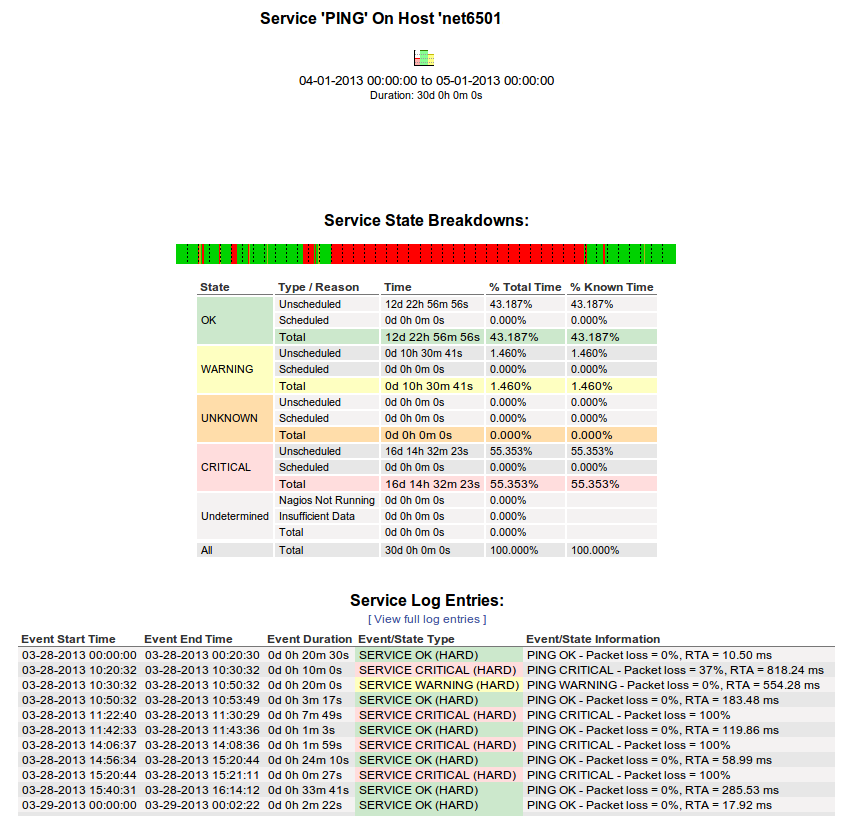 Service 'PING' On Host 'net6501
04-01-2013 00:00:00 to 05-01-2013 00:00:00
Duration: 30d 0h 0m 0s
Service State Breakdowns:
State Type / Reason Time % Total Time % Known Time
OK
Unscheduled 12d 22h 56m 56s 43.187% 43.187%
Scheduled 0d 0h 0m 0s 0.000% 0.000%
Total 12d 22h 56m 56s 43.187% 43.187%
WARNING
Unscheduled 0d 10h 30m 41s 1.460% 1.460%
Scheduled 0d 0h 0m 0s 0.000% 0.000%
Total 0d 10h 30m 41s 1.460% 1.460%
UNKNOWN
Unscheduled 0d 0h 0m 0s 0.000% 0.000%
Scheduled 0d 0h 0m 0s 0.000% 0.000%
Total 0d 0h 0m 0s 0.000% 0.000%
CRITICAL
Unscheduled 16d 14h 32m 23s 55.353% 55.353%
Scheduled 0d 0h 0m 0s 0.000% 0.000%
Total 16d 14h 32m 23s 55.353% 55.353%
Undetermined
Nagios Not Running 0d 0h 0m 0s 0.000%
Insufficient Data 0d 0h 0m 0s 0.000%
Total 0d 0h 0m 0s 0.000%
All Total 30d 0h 0m 0s 100.000% 100.000%
Service Log Entries:
[ View full log entries ]
Event Start Time Event End Time Event Duration Event/State Type Event/State Information
03-28-2013 00:00:00 03-28-2013 00:20:30 0d 0h 20m 30s SERVICE OK (HARD) PING OK - Packet loss = 0%, RTA = 10.50 ms
03-28-2013 10:20:32 03-28-2013 10:30:32 0d 0h 10m 0s SERVICE CRITICAL (HARD) PING CRITICAL - Packet loss = 37%, RTA = 818.24 ms
03-28-2013 10:30:32 03-28-2013 10:50:32 0d 0h 20m 0s SERVICE WARNING (HARD) PING WARNING - Packet loss = 0%, RTA = 554.28 ms
03-28-2013 10:50:32 03-28-2013 10:53:49 0d 0h 3m 17s SERVICE OK (HARD) PING OK - Packet loss = 0%, RTA = 183.48 ms
03-28-2013 11:22:40 03-28-2013 11:30:29 0d 0h 7m 49s SERVICE CRITICAL (HARD) PING CRITICAL - Packet loss = 100%
03-28-2013 11:42:33 03-28-2013 11:43:36 0d 0h 1m 3s SERVICE OK (HARD) PING OK - Packet loss = 0%, RTA = 119.86 ms
03-28-2013 14:06:37 03-28-2013 14:08:36 0d 0h 1m 59s SERVICE CRITICAL (HARD) PING CRITICAL - Packet loss = 100%
03-28-2013 14:56:34 03-28-2013 15:20:44 0d 0h 24m 10s SERVICE OK (HARD) PING OK - Packet loss = 0%, RTA = 58.99 ms
03-28-2013 15:20:44 03-28-2013 15:21:11 0d 0h 0m 27s SERVICE CRITICAL (HARD) PING CRITICAL - Packet loss = 100%
03-28-2013 15:40:31 03-28-2013 16:14:12 0d 0h 33m 41s SERVICE OK (HARD) PING OK - Packet loss = 0%, RTA = 285.53 ms
03-29-2013 00:00:00 03-29-2013 00:02:22 0d 0h 2m 22s SERVICE OK (HARD) PING OK - Packet loss = 0%, RTA = 17.92 ms